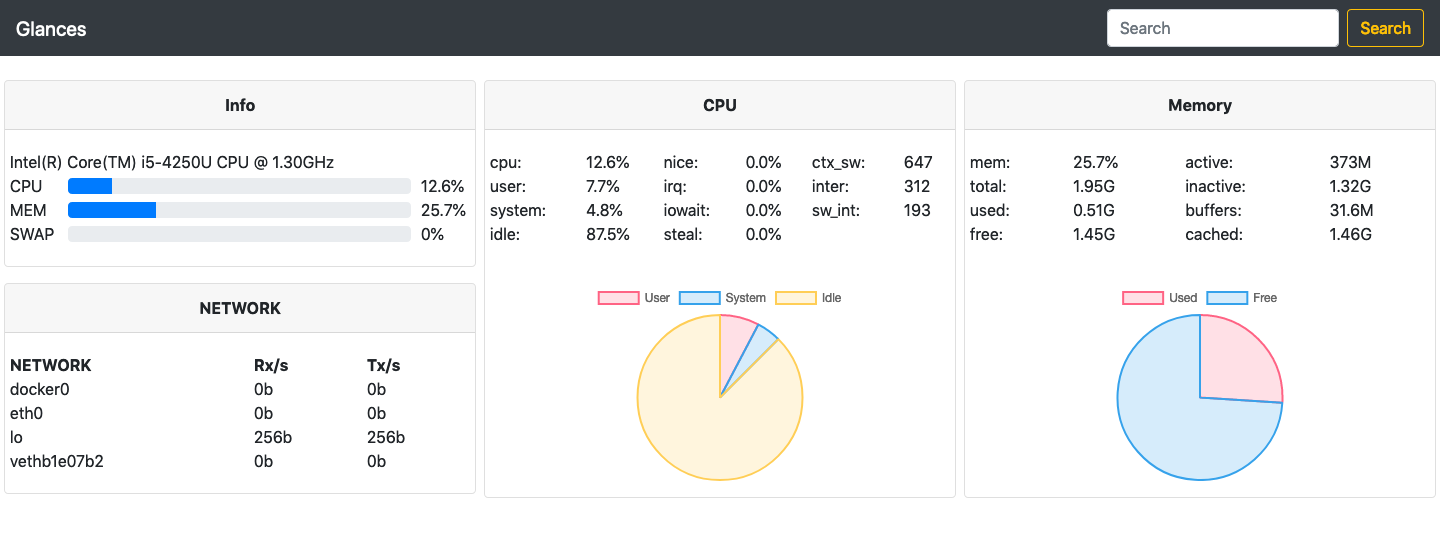 Glances
Search Search
Info
Intel(R) Core(TM) i5-4250U CPU @ 1.30GHz
CPU 12.6%
MEM 25.7%
SWAP 0%
NETWORK
NETWORK Rx/s Tx/s
docker0 0b 0b
eth0 0b 0b
lo 256b 256b
vethb1e07b2 0b 0b
CPU
cpu: 12.6% nice: 0.0% ctx_sw: 647
user: 7.7% irq: 0.0% inter: 312
system: 4.8% iowait: 0.0% sw_int: 193
idle: 87.5% steal: 0.0%
User System Idle
Memory
mem: 25.7% active: 373M
total: 1.95G inactive: 1.32G
used: 0.51G buffers: 31.6M
free: 1.45G cached: 1.46G
Used Free